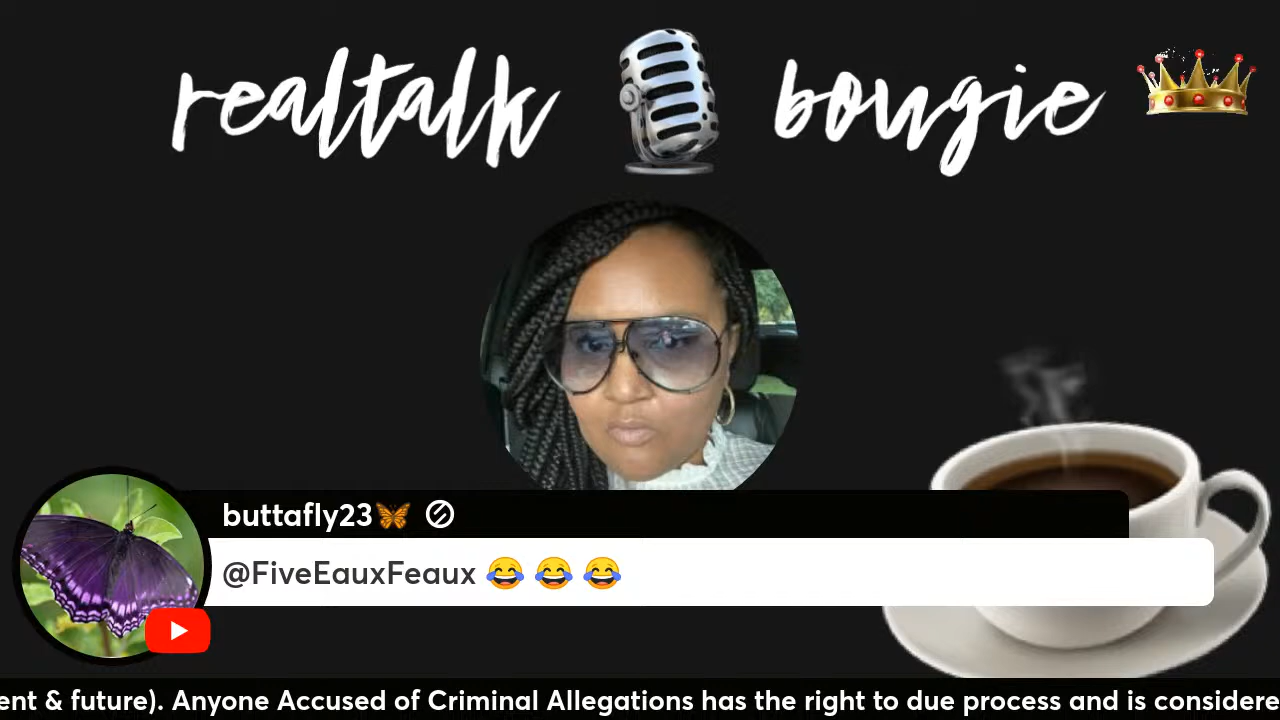 realtalk bougie
buttafly23🦋
@FiveEauxFeaux 😂 😂 😂
ent & future). Anyone Accused of Criminal Allegations has the right to due process and is considere